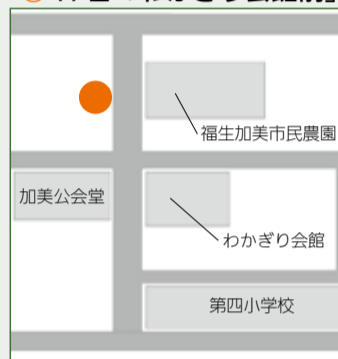 福生加美市民農園
加美公会堂
わかぎり会館
第四小学校